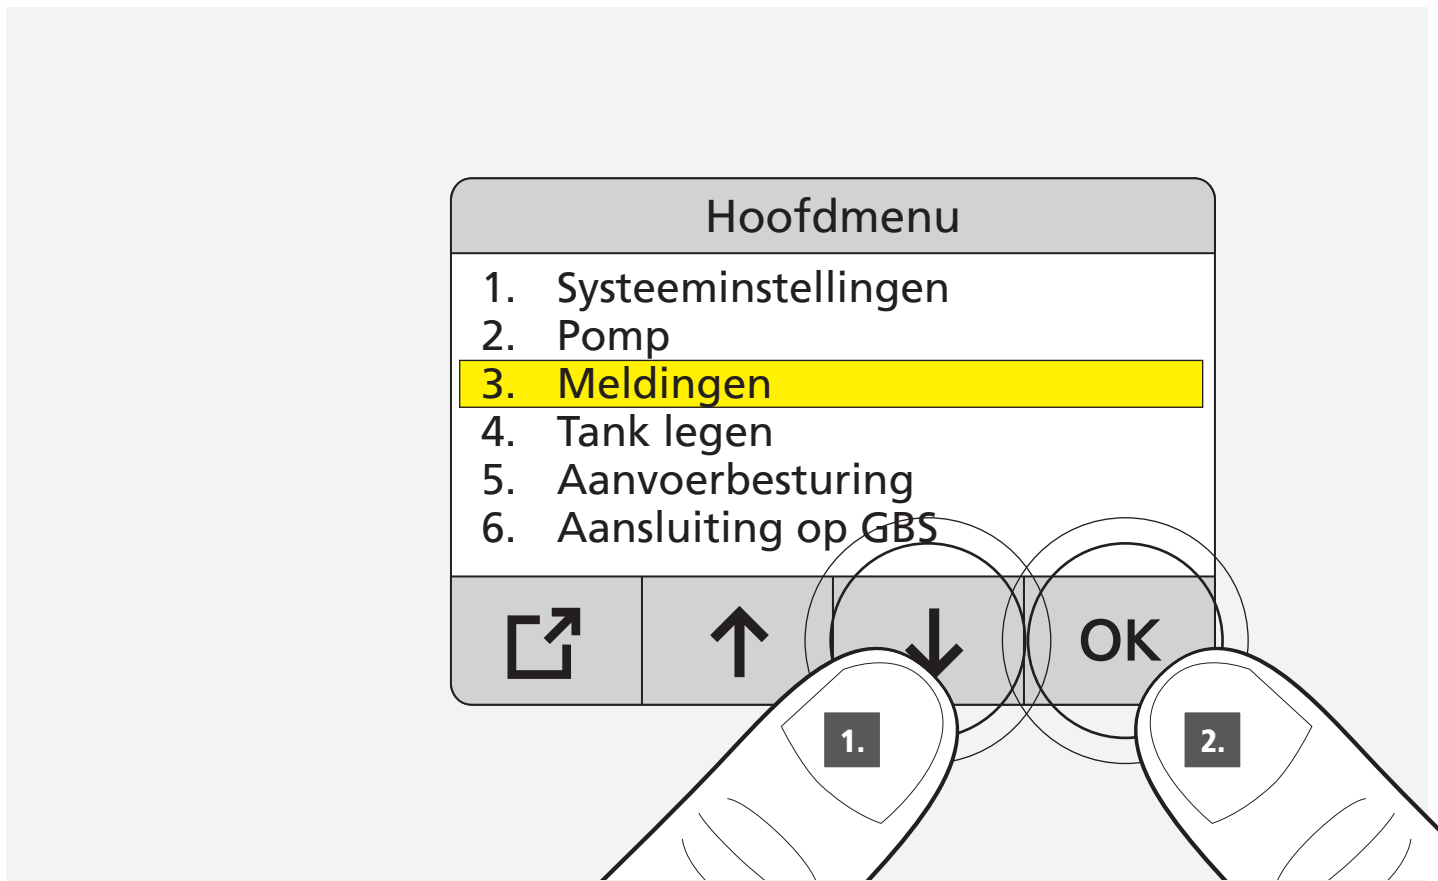 Hoofdmenu
1. Systeeminstellingen
2. Pomp
3. Meldingen
4. Tank legen
5. Aanvoerbesturing
6. Aansluiting op GBS
OK
1.
2.